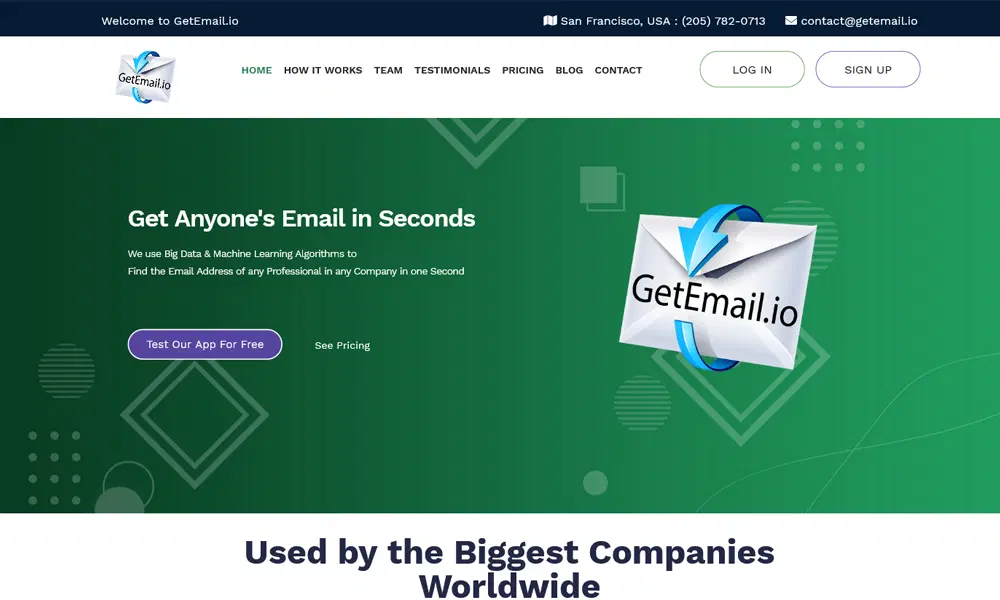 Welcome to GetEmail.io
San Francisco, USA : (205) 782-0713
contact@getemail.io
GetEmail.io
HOME
HOW IT WORKS
TEAM
TESTIMONIALS
PRICING
BLOG
CONTACT
LOG IN
SIGN UP
Get Anyone's Email in Seconds
We use Big Data & Machine Learning Algorithms to
Find the Email Address of any Professional in any Company in one Second
Test Our App For Free
See Pricing
GetEmail.io
Used by the Biggest Companies
Worldwide